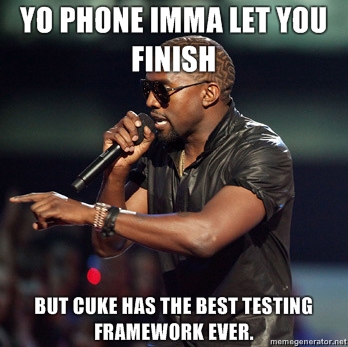 YO PHONE IMMA LET YOU
FINISH
BUT CUKE HAS THE BEST TESTING
FRAMEWORK EVER.
memegenerator.net